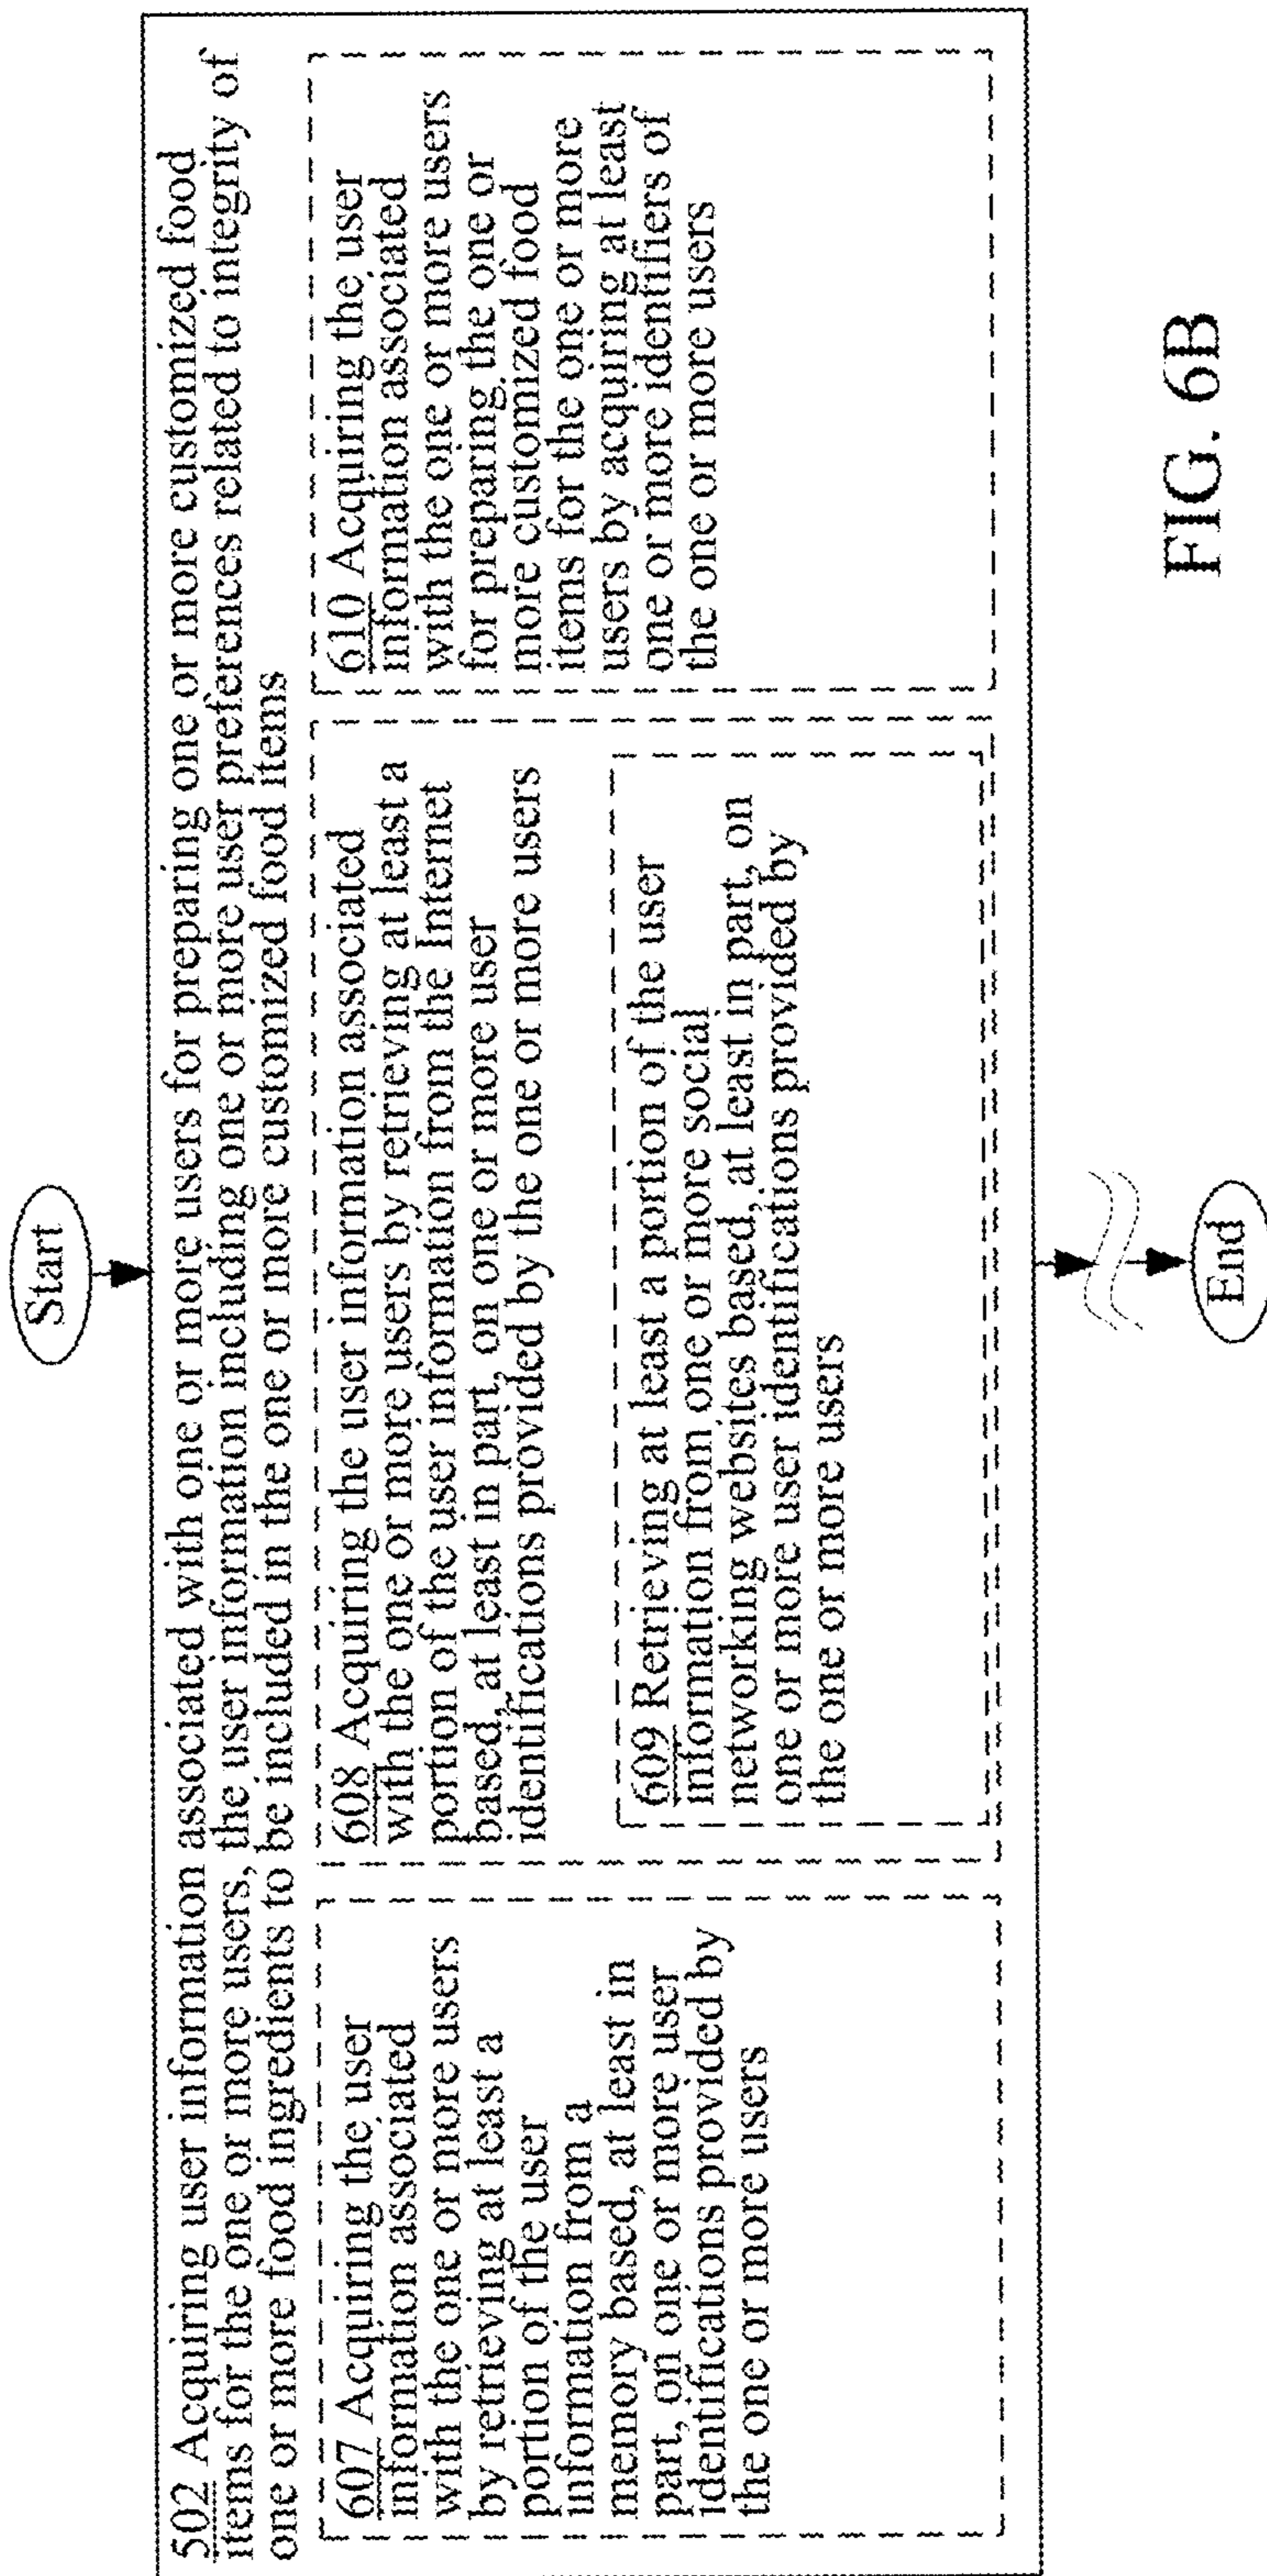 Start
502 Acquiring user information associated with one or more users for preparing one or more customized food
items for the one or more users, the user information including one or more user preferences related to integrity of
one or more food ingredients to be included in the one or more customized food items
607 Acquiring the user
information associated
with the one or more users
by retrieving at least a
portion of the user
information from a
memory based, at least in
part, on one or more user
identifications provided by
the one or more users
608 Acquiring the user information associated
with the one or more users by retrieving at least a
portion of the user information from the Internet
based, at least in part, on one or more user
identifications provided by the one or more users
609 Retrieving at least a portion of the user
information from one or more social
networking websites based, at least in part, on
one or more user identifications provided by
the one or more users
610 Acquiring the user
information associated
with the one or more users
for preparing the one or
more customized food
items for the one or more
users by acquiring at least
one or more identifiers of
the one or more users
End
FIG. 6B